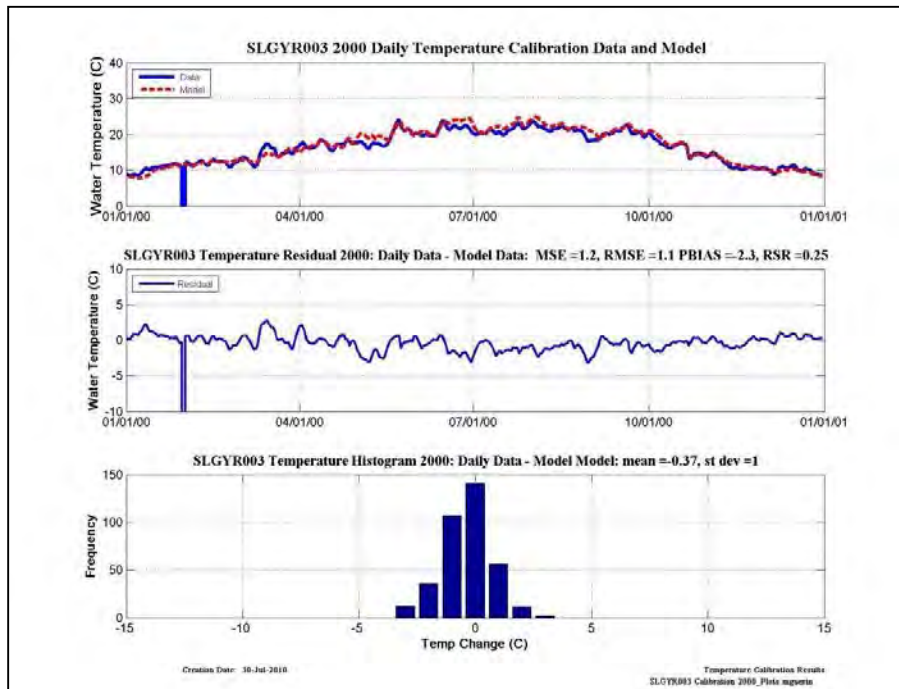 SLGYR003 2000 Daily Temperature Calibration Data and Model
Water Temperature (C)
40
30
20
10
0
Data
Model
01/01/00 04/01/00 07/01/00 10/01/00 01/01/01
SLGYR003 Temperature Residual 2000: Daily Data - Model Data: MSE =1.2, RMSE =1.1 PBIAS =-2.3, RSR =0.25
Water Temperature (C)
10
5
0
-5
-10
Residual
01/01/00 04/01/00 07/01/00 10/01/00 01/01/01
SLGYR003 Temperature Histogram 2000: Daily Data - Model Model: mean =-0.37, st dev =1
Frequency
150
100
50
0
-15 -10 -5 0 5 10 15
Temp Change (C)
Creation Date: 30-Jul-2010
Temperature Calibration Results
SLGYR003 Calibration 2000_Plots mguerin